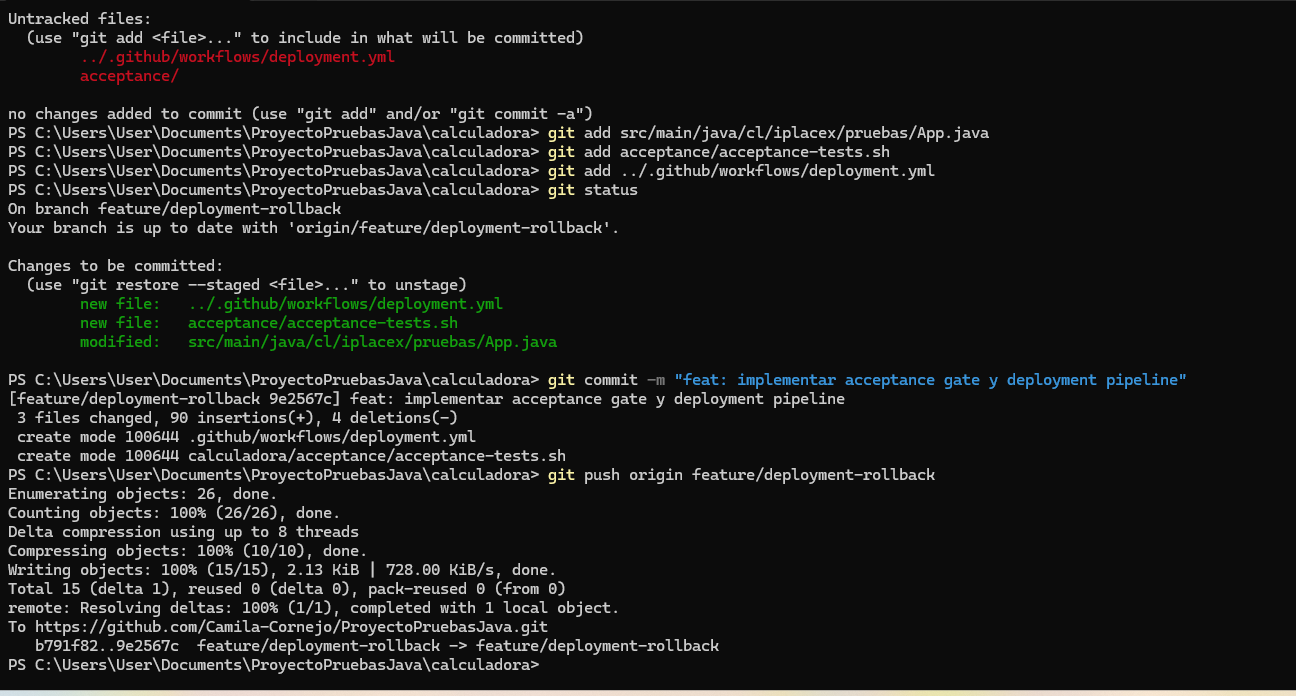 Untracked files:
  (use "git add <file>..." to include in what will be committed)
        ../.github/workflows/deployment.yml
        acceptance/

no changes added to commit (use "git add" and/or "git commit -a")
PS C:\Users\User\Documents\ProyectoPruebasJava\calculadora> git add src/main/java/cl/iplacex/pruebas/App.java
PS C:\Users\User\Documents\ProyectoPruebasJava\calculadora> git add acceptance/acceptance-tests.sh
PS C:\Users\User\Documents\ProyectoPruebasJava\calculadora> git add ../.github/workflows/deployment.yml
PS C:\Users\User\Documents\ProyectoPruebasJava\calculadora> git status
On branch feature/deployment-rollback
Your branch is up to date with 'origin/feature/deployment-rollback'.

Changes to be committed:
  (use "git restore --staged <file>..." to unstage)
        new file:   ../.github/workflows/deployment.yml
        new file:   acceptance/acceptance-tests.sh
        modified:   src/main/java/cl/iplacex/pruebas/App.java

PS C:\Users\User\Documents\ProyectoPruebasJava\calculadora> git commit -m "feat: implementar acceptance gate y deployment pipeline"
[feature/deployment-rollback 9e2567c] feat: implementar acceptance gate y deployment pipeline
 3 files changed, 90 insertions(+), 4 deletions(-)
 create mode 100644 .github/workflows/deployment.yml
 create mode 100644 calculadora/acceptance/acceptance-tests.sh
PS C:\Users\User\Documents\ProyectoPruebasJava\calculadora> git push origin feature/deployment-rollback
Enumerating objects: 26, done.
Counting objects: 100% (26/26), done.
Delta compression using up to 8 threads
Compressing objects: 100% (10/10), done.
Writing objects: 100% (15/15), 2.13 KiB | 728.00 KiB/s, done.
Total 15 (delta 1), reused 0 (delta 0), pack-reused 0 (from 0)
remote: Resolving deltas: 100% (1/1), completed with 1 local object.
To https://github.com/Camila-Cornejo/ProyectoPruebasJava.git
   b791f82..9e2567c  feature/deployment-rollback -> feature/deployment-rollback
PS C:\Users\User\Documents\ProyectoPruebasJava\calculadora>